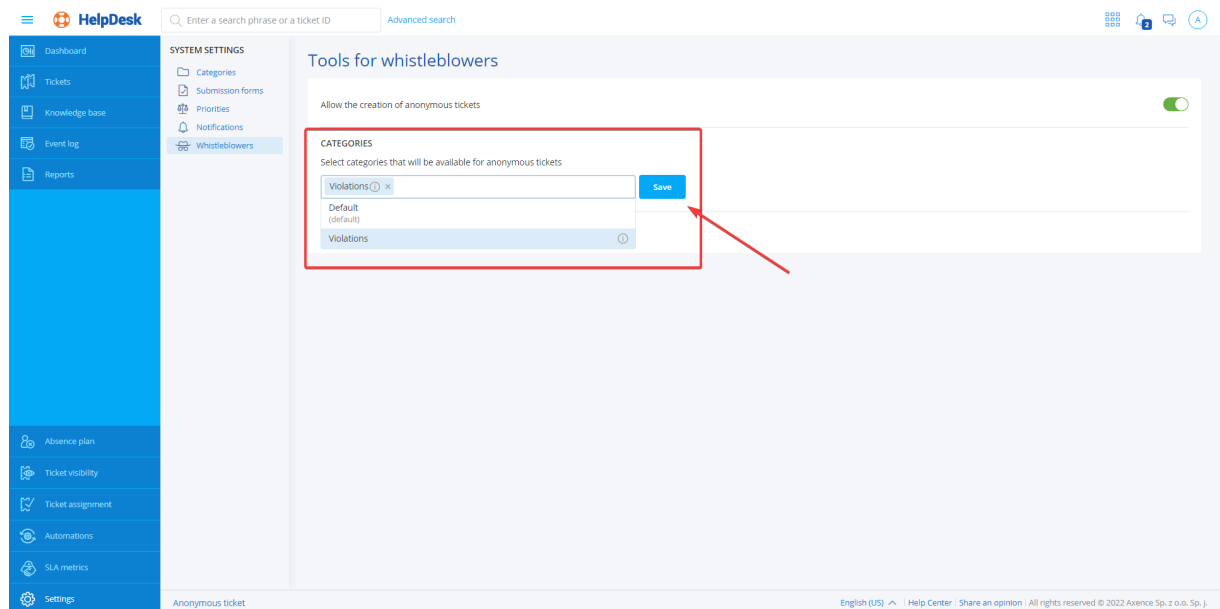 HelpDesk
Enter a search phrase or a ticket ID
Advanced search
2
A
Dashboard
Tickets
Knowledge base
Event log
Reports
Absence plan
Ticket visibility
Ticket assignment
Automations
SLA metrics
Settings
SYSTEM SETTINGS
Categories
Submission forms
Priorities
Notifications
Whistleblowers
Tools for whistleblowers
Allow the creation of anonymous tickets
CATEGORIES
Select categories that will be available for anonymous tickets
Violations
Save
Default
(default)
Violations
Anonymous ticket
English (US) Help Center | Share an opinion | All rights reserved © 2022 Axence Sp. z o.o. Sp. j.